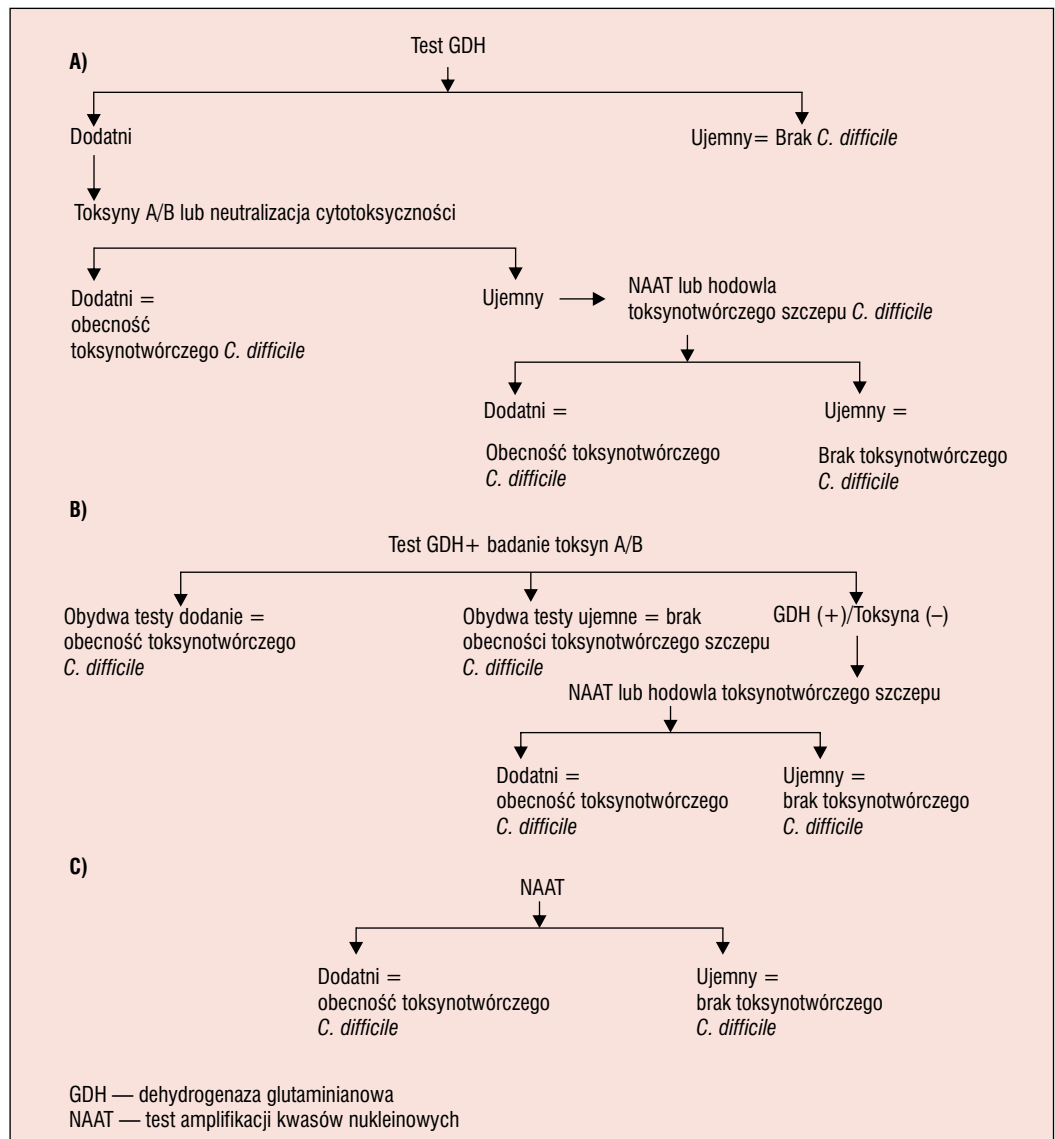 A)
Test GDH
Dodatni
Ujemny= Brak C. difficile
Toksyny A/B lub neutralizacja cytotoksyczności
Dodatni =
obecność
toksynotwórczego C. difficile
Ujemny
NAAT lub hodowla
toksynotwórczego szczepu C. difficile
Dodatni =
Obecność toksynotwórczego
C. difficile
Ujemny =
Brak toksynotwórczego
C. difficile
B)
Test GDH+ badanie toksyn A/B
Obydwa testy dodanie =
obecność toksynotwórczego
C. difficile
Obydwa testy ujemne = brak
obecności toksynotwórczego szczepu
C. difficile
GDH (+)/Toksyna (–)
NAAT lub hodowla toksynotwórczego szczepu
Dodatni =
obecność toksynotwórczego
C. difficile
Ujemny =
brak toksynotwórczego
C. difficile
C)
NAAT
Dodatni =
obecność toksynotwórczego
C. difficile
Ujemny =
brak toksynotwórczego
C. difficile
GDH — dehydrogenaza glutaminianowa
NAAT — test amplifikacji kwasów nukleinowych